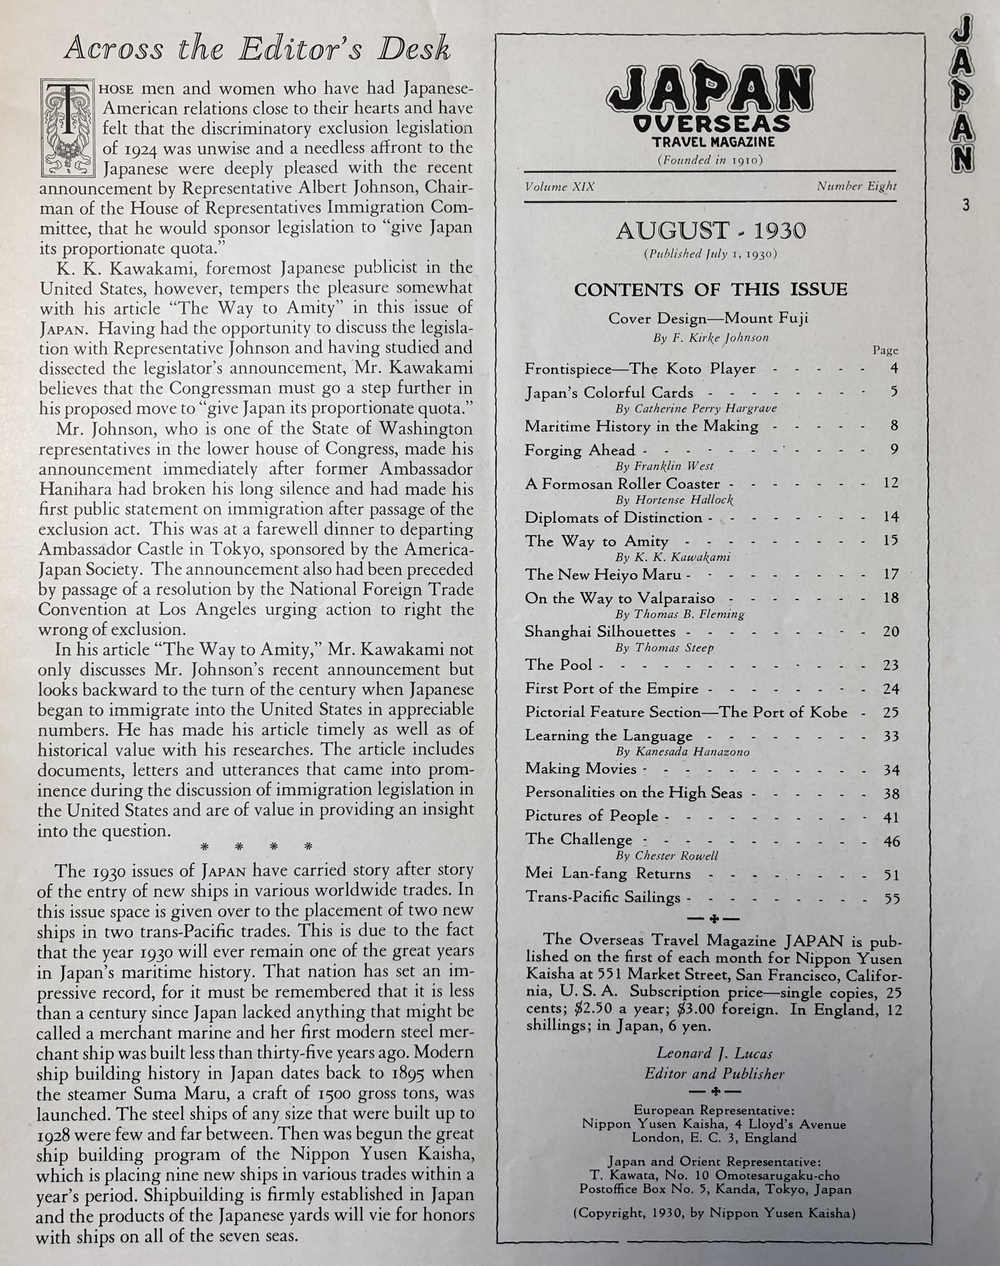 Across the Editor's Desk
THOSE men and women who have had Japanese-
American relations close to their hearts and have
felt that the discriminatory exclusion legislation
of 1924 was unwise and a needless affront to the
Japanese were deeply pleased with the recent
announcement by Representative Albert Johnson, Chair-
man of the House of Representatives Immigration Com-
mittee, that he would sponsor legislation to “give Japan
its proportionate quota.”
K. K. Kawakami, foremost Japanese publicist in the
United States, however, tempers the pleasure somewhat
with his article “The Way to Amity” in this issue of
JAPAN. Having had the opportunity to discuss the legisla-
tion with Representative Johnson and having studied and
dissected the legislator's announcement, Mr. Kawakami
believes that the Congressman must go a step further in
his proposed move to “give Japan its proportionate quota.”
Mr. Johnson, who is one of the State of Washington
representatives in the lower house of Congress, made his
announcement immediately after former Ambassador
Hanihara had broken his long silence and had made his
first public statement on immigration after passage of the
exclusion act. This was at a farewell dinner to departing
Ambassador Castle in Tokyo, sponsored by the America-
Japan Society. The announcement also had been preceded
by passage of a resolution by the National Foreign Trade
Convention at Los Angeles urging action to right the
wrong of exclusion.
In his article “The Way to Amity,” Mr. Kawakami not
only discusses Mr. Johnson's recent announcement but
looks backward to the turn of the century when Japanese
began to immigrate into the United States in appreciable
numbers. He has made his article timely as well as of
historical value with his researches. The article includes
documents, letters and utterances that came into prom-
inence during the discussion of immigration legislation in
the United States and are of value in providing an insight
into the question.
* * * *
The 1930 issues of JAPAN have carried story after story
of the entry of new ships in various worldwide trades. In
this issue space is given over to the placement of two new
ships in two trans-Pacific trades. This is due to the fact
that the year 1930 will ever remain one of the great years
in Japan's maritime history. That nation has set an im-
pressive record, for it must be remembered that it is less
than a century since Japan lacked anything that might be
called a merchant marine and her first modern steel mer-
chant ship was built less than thirty-five years ago. Modern
ship building history in Japan dates back to 1895 when
the steamer Suma Maru, a craft of 1500 gross tons, was
launched. The steel ships of any size that were built up to
1928 were few and far between. Then was begun the great
ship building program of the Nippon Yusen Kaisha,
which is placing nine new ships in various trades within a
year's period. Shipbuilding is firmly established in Japan
and the products of the Japanese yards will vie for honors
with ships on all of the seven seas.
JAPAN
OVERSEAS
TRAVEL MAGAZINE
(Founded in 1910)
Volume XIX Number Eight
AUGUST - 1930
(Published July 1, 1930)
CONTENTS OF THIS ISSUE
Cover Design—Mount Fuji
By F. Kirke Johnson
Page
Frontispiece—The Koto Player - - - - - 4
Japan's Colorful Cards - - - - - - - - 5
By Catherine Perry Hargrave
Maritime History in the Making - - - - - 8
Forging Ahead - - - - - - - - - - - 9
By Franklin West
A Formosan Roller Coaster - - - - - - - 12
By Hortense Hallock
Diplomats of Distinction - - - - - - - - 14
The Way to Amity - - - - - - - - - 15
By K. K. Kawakami
The New Heiyo Maru - - - - - - - - - 17
On the Way to Valparaiso - - - - - - - 18
By Thomas B. Fleming
Shanghai Silhouettes - - - - - - - - - 20
By Thomas Steep
The Pool - - - - - - - - - - - - - 23
First Port of the Empire - - - - - - - - 24
Pictorial Feature Section—The Port of Kobe - 25
Learning the Language - - - - - - - - 33
By Kanesada Hanazono
Making Movies - - - - - - - - - - - 34
Personalities on the High Seas - - - - - - 38
Pictures of People - - - - - - - - - - 41
The Challenge - - - - - - - - - - - 46
By Chester Rowell
Mei Lan-fang Returns - - - - - - - - 51
Trans-Pacific Sailings - - - - - - - - - 55
The Overseas Travel Magazine JAPAN is pub-
lished on the first of each month for Nippon Yusen
Kaisha at 551 Market Street, San Francisco, Califor-
nia, U. S. A. Subscription price—single copies, 25
cents; $2.50 a year; $3.00 foreign. In England, 12
shillings; in Japan, 6 yen.
Leonard J. Lucas
Editor and Publisher
European Representative:
Nippon Yusen Kaisha, 4 Lloyd's Avenue
London, E. C. 3, England
Japan and Orient Representative:
T. Kawata, No. 10 Omotesarugaku-cho
Postoffice Box No. 5, Kanda, Tokyo, Japan
(Copyright, 1930, by Nippon Yusen Kaisha)
JAPAN
3